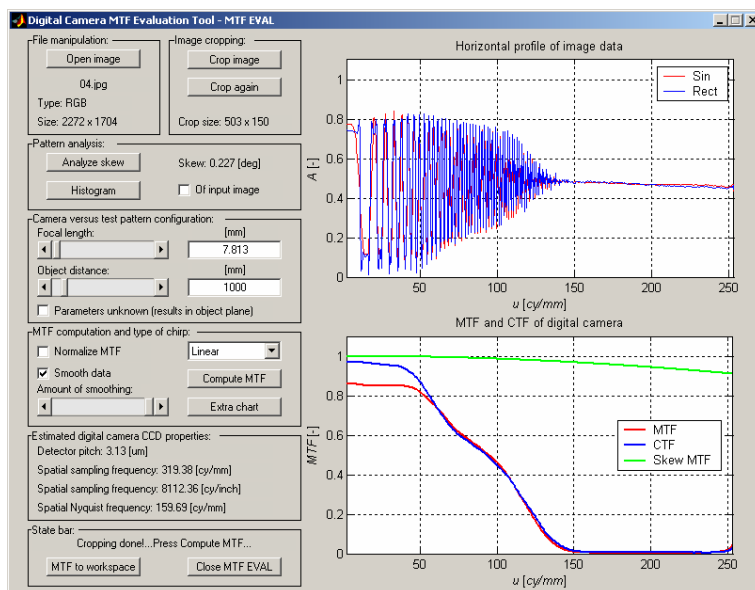 Digital Camera MTF Evaluation Tool - MTF EVAL
File manipulation:
Open image
04.jpg
Type: RGB
Size: 2272 x 1704
Image cropping:
Crop image
Crop again
Crop size: 503 x 150
Pattern analysis:
Analyze skew
Skew: 0.227 [deg]
Histogram
Of input image
Camera versus test pattern configuration:
Focal length:
[mm]
7.813
Object distance:
[mm]
1000
Parameters unknown (results in object plane)
MTF computation and type of chirp:
Normalize MTF
Linear
Smooth data
Compute MTF
Amount of smoothing:
Extra chart
Estimated digital camera CCD properties:
Detector pitch: 3.13 [um]
Spatial sampling frequency: 319.38 [cy/mm]
Spatial sampling frequency: 8112.36 [cy/inch]
Spatial Nyquist frequency: 159.69 [cy/mm]
State bar:
Cropping done!...Press Compute MTF...
MTF to workspace
Close MTF EVAL
Horizontal profile of image data
1
0.8
0.6
0.4
0.2
0
A [-]
Sin
Rect
50 100 150 200 250
u [cy/mm]
MTF and CTF of digital camera
1
0.8
0.6
0.4
0.2
0
MTF [-]
MTF
CTF
Skew MTF
50 100 150 200 250
u [cy/mm]